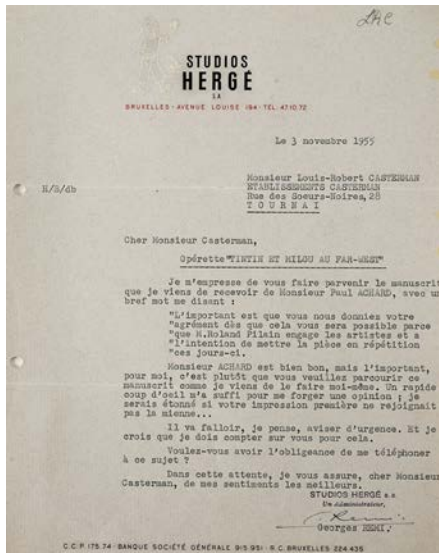 LRC
STUDIOS
HERGÉ
S.A
BRUXELLES · AVENUE LOUISE 194 · TÉL. 47.10.72
Le 3 novembre 1955
Monsieur Louis-Robert CASTERMAN
ETABLISSEMENTS CASTERMAN
Rue des Soeurs-Noires, 28
T O U R N A I
H/B/db
Cher Monsieur Casterman,
Opérette "TINTIN ET MILOU AU FAR-WEST"
Je m'empresse de vous faire parvenir le manuscrit
que je viens de recevoir de Monsieur Paul ACHARD, avec un
bref mot me disant :
"L'important est que vous nous donniez votre
"agrément dès que cela vous sera possible parce
"que M.Roland Pilain engage les artistes et a
"l'intention de mettre la pièce en répétition
"ces jours-ci.
Monsieur ACHARD est bien bon, mais l'important,
pour moi, c'est plutôt que vous veuillez parcourir ce
manuscrit comme je viens de le faire moi-même. Un rapide
coup d'oeil m'a suffi pour me forger une opinion ; je
serais étonné si votre impression première ne rejoignait
pas la mienne...
Il va falloir, je pense, aviser d'urgence. Et je
crois que je dois compter sur vous pour cela.
Voulez-vous avoir l'obligeance de me téléphoner
à ce sujet ?
Dans cette attente, je vous assure, cher Monsieur
Casterman, de mes sentiments les meilleurs.
STUDIOS HERGÉ s.a
Un Administrateur,
Georges REMI.
C.C.P. 175.74 · BANQUE SOCIÉTÉ GÉNÉRALE 915.951 · R.C. BRUXELLES 224.435